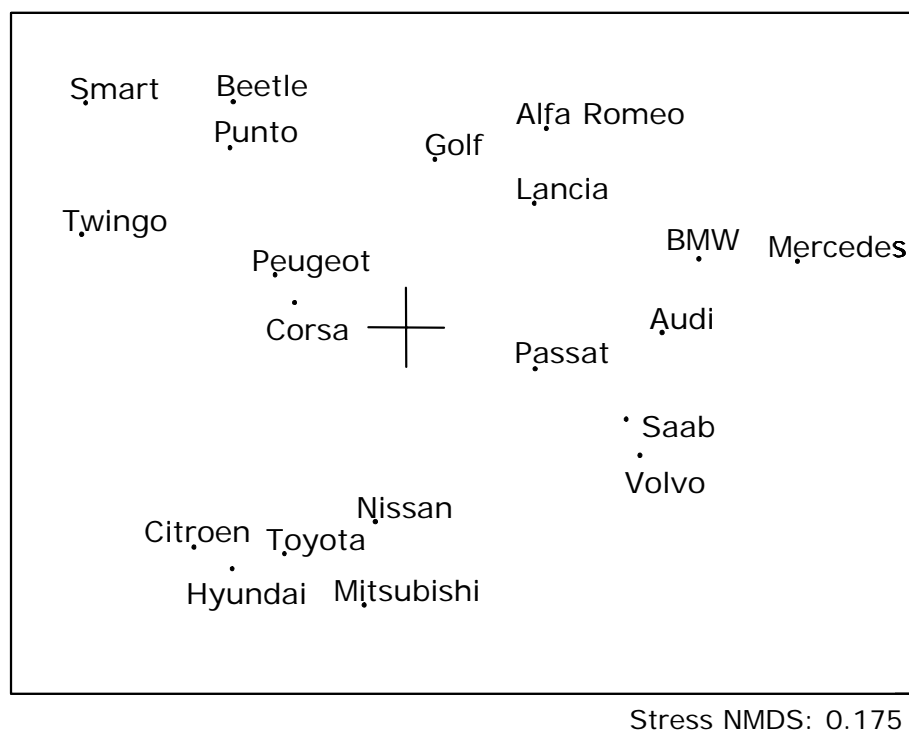 Smart
Beetle
Alfa Romeo
Punto
Golf
Lancia
Twingo
BMW
Mercedes
Peugeot
Audi
Corsa
Passat
Saab
Volvo
Nissan
Citroen
Toyota
Hyundai
Mitsubishi
Stress NMDS: 0.175